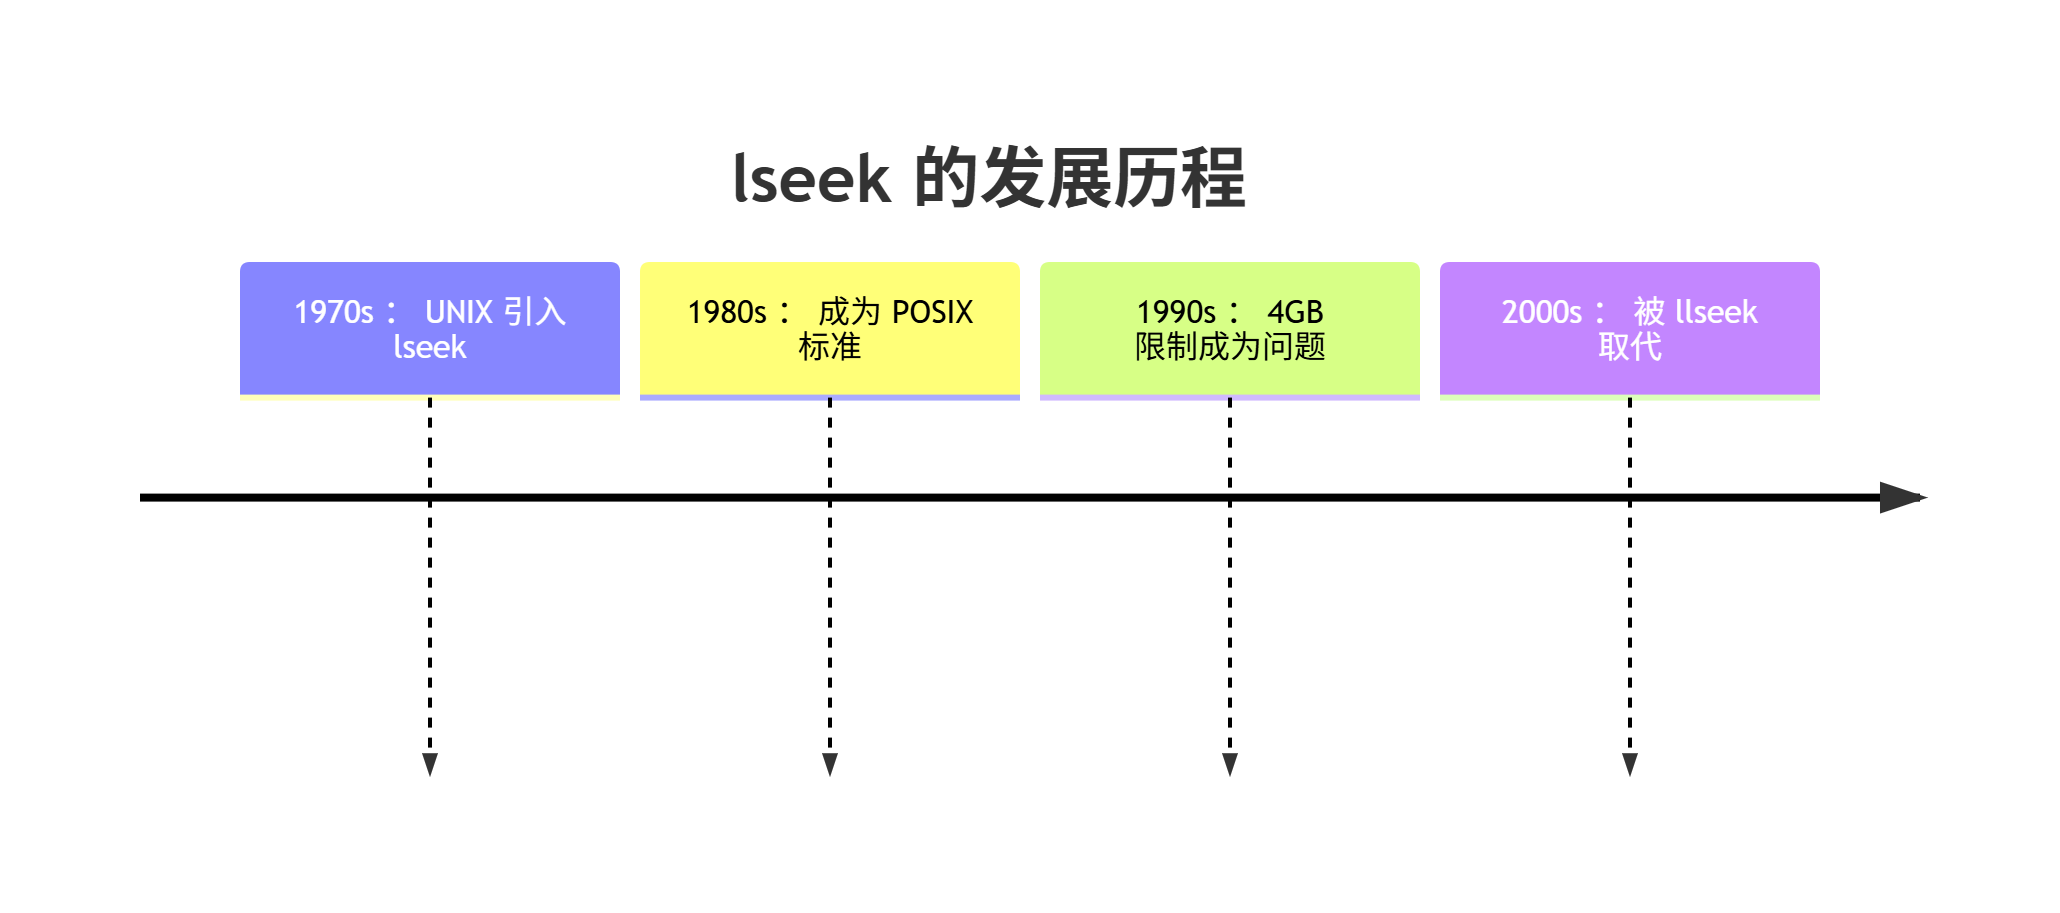 lseek 的发展历程
1970s： UNIX 引入
lseek
1980s： 成为 POSIX
标准
1990s： 4GB
限制成为问题
2000s： 被 llseek
取代